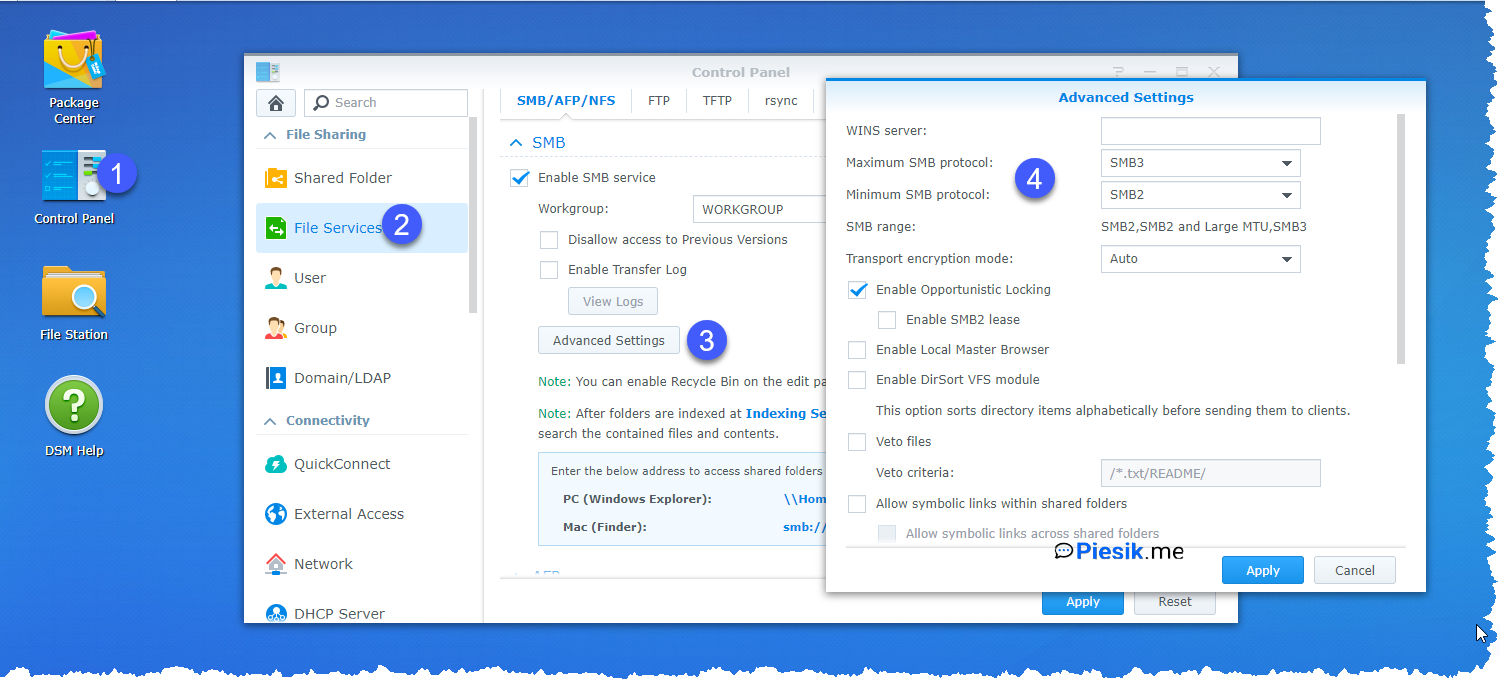 Package
Center
1
Control Panel
File Station
DSM Help
Control Panel
Search
File Sharing
Shared Folder
File Services
2
User
Group
Domain/LDAP
Connectivity
QuickConnect
External Access
Network
DHCP Server
SMB/AFP/NFS FTP TFTP rsync
SMB
Enable SMB service
Workgroup: WORKGROUP
Disallow access to Previous Versions
Enable Transfer Log
View Logs
Advanced Settings
3
Note: You can enable Recycle Bin on the edit pa
Note: After folders are indexed at Indexing Se
search the contained files and contents.
Enter the below address to access shared folders
PC (Windows Explorer): \\Hom
Mac (Finder): smb://
AFP
Apply Reset
Advanced Settings
WINS server:
Maximum SMB protocol: SMB3
4
Minimum SMB protocol: SMB2
SMB range: SMB2,SMB2 and Large MTU,SMB3
Transport encryption mode: Auto
Enable Opportunistic Locking
Enable SMB2 lease
Enable Local Master Browser
Enable DirSort VFS module
This option sorts directory items alphabetically before sending them to clients.
Veto files
Veto criteria: /*.txt/README/
Allow symbolic links within shared folders
Allow symbolic links across shared folders
Piesik.me
Apply Cancel